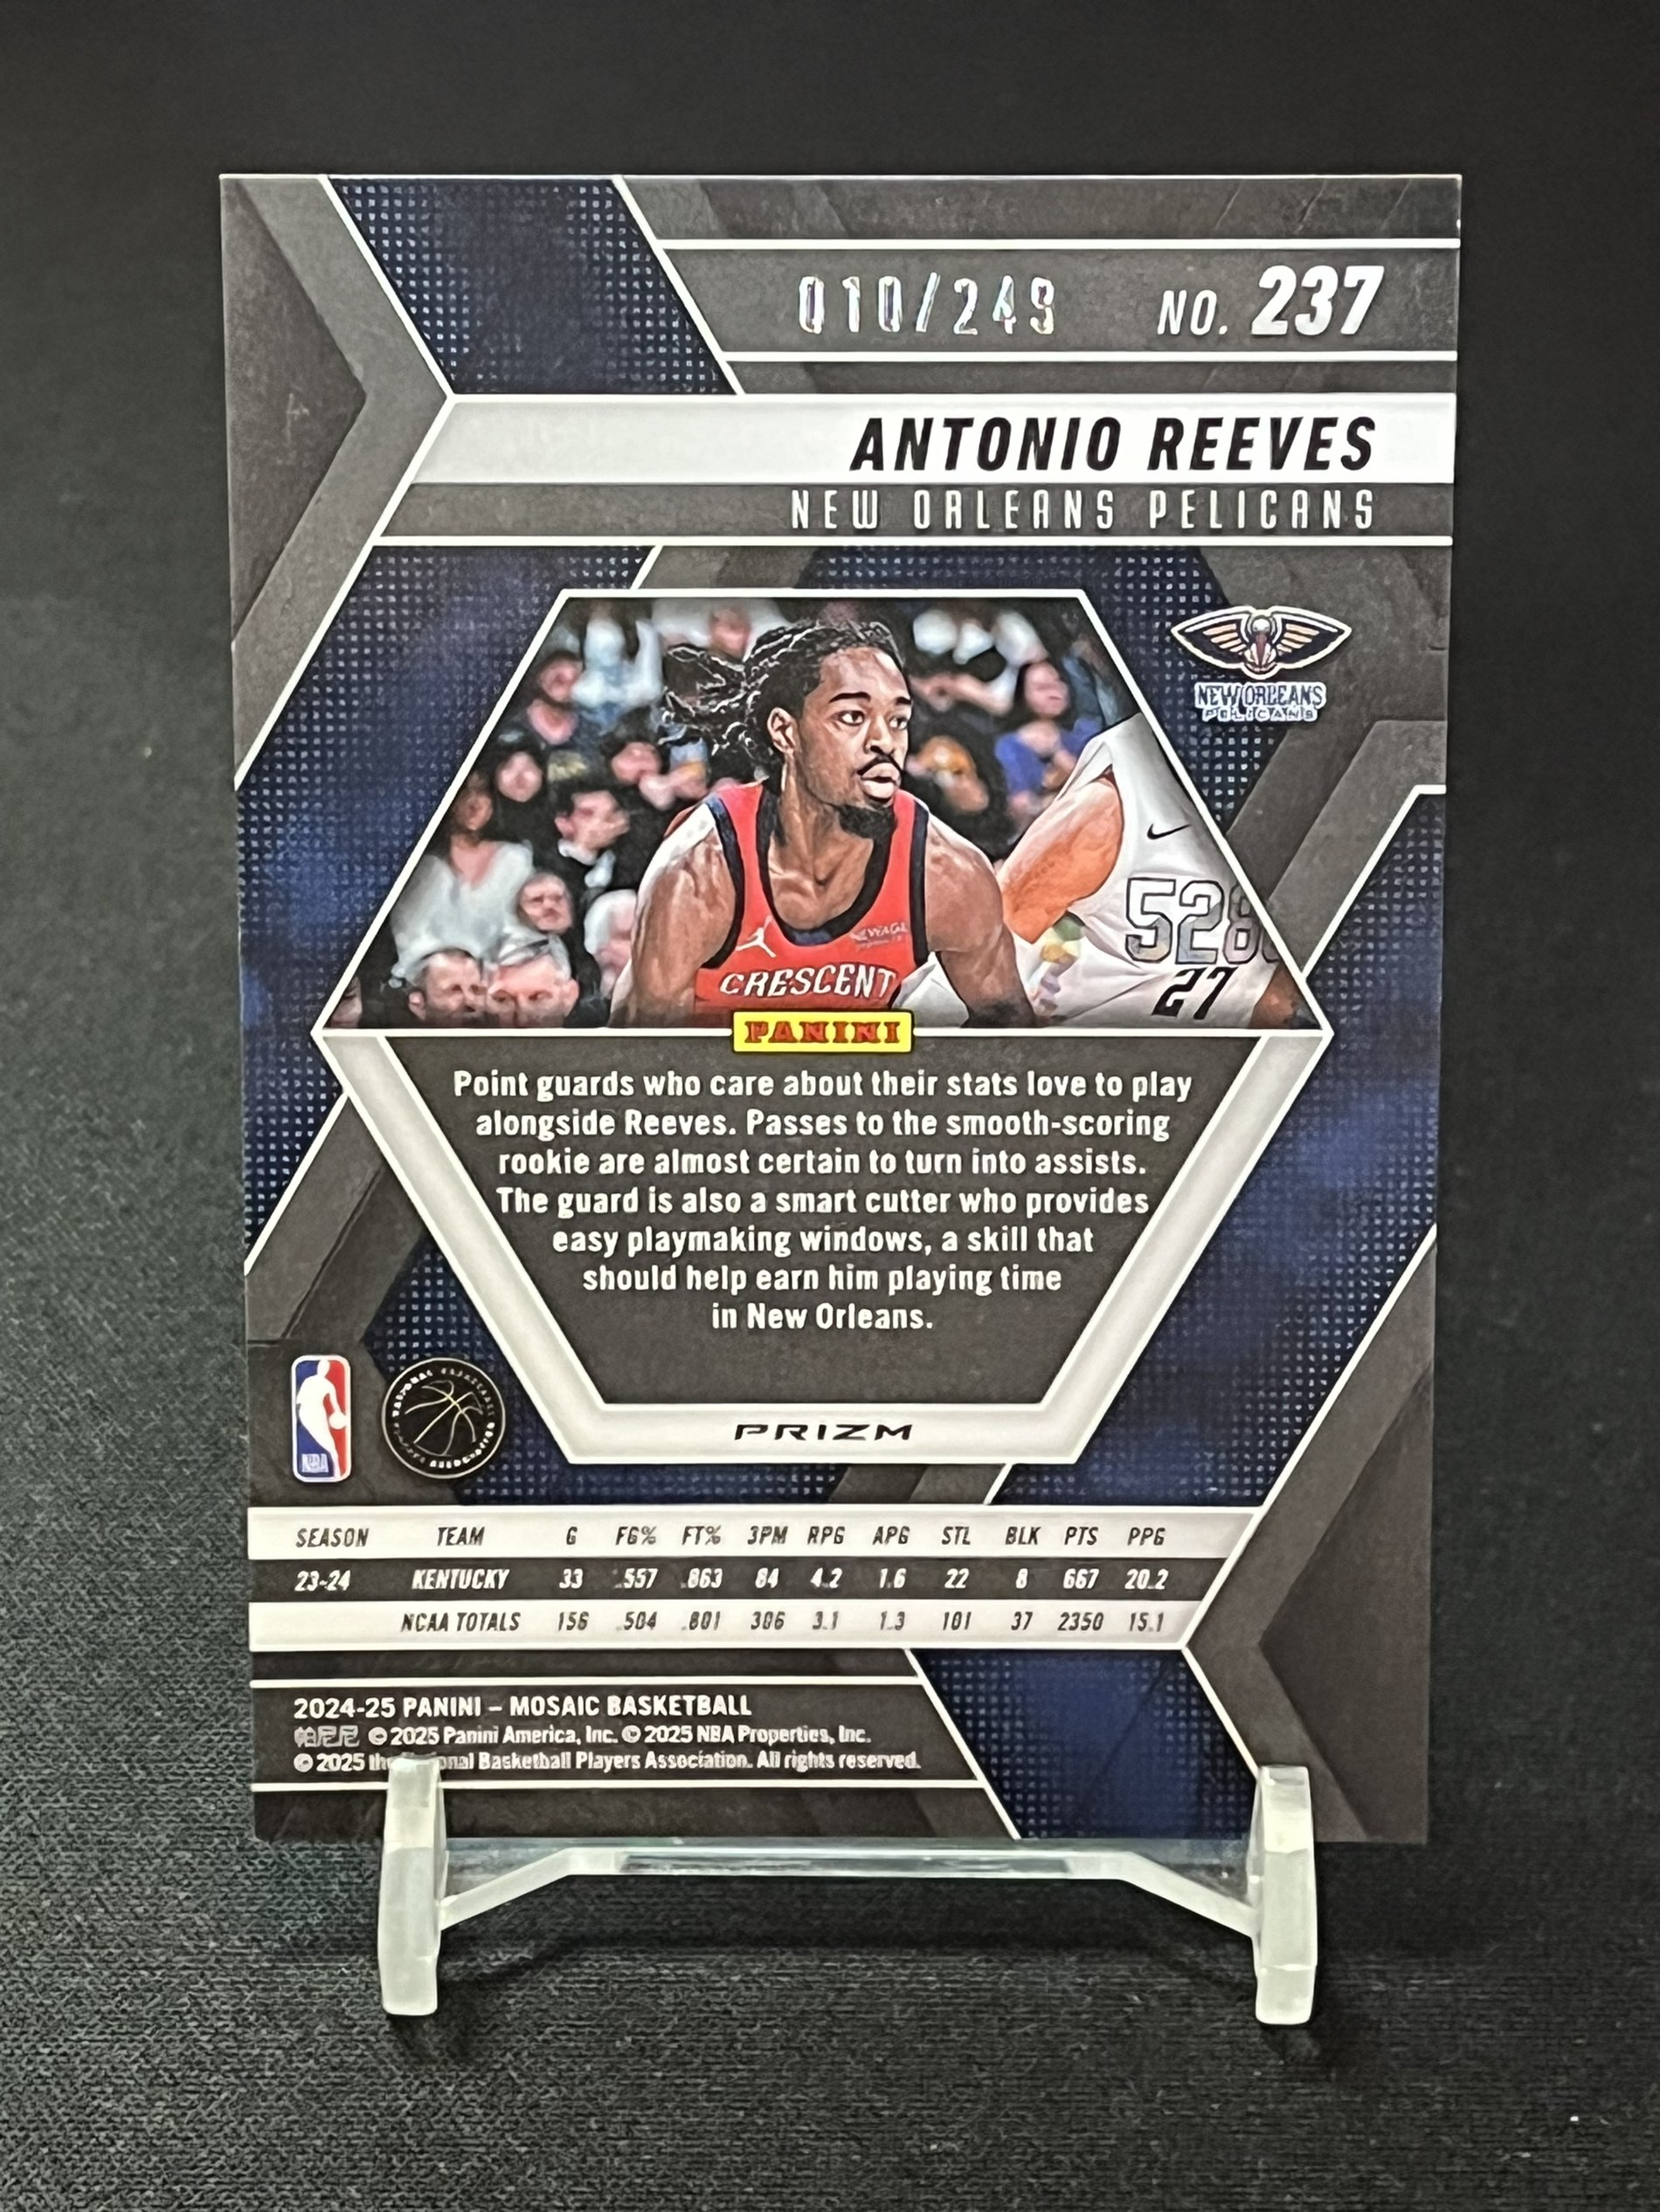 010/249 NO. 237
ANTONIO REEVES
NEW ORLEANS PELICANS
NEW ORLEANS
PELICANS
528
27
CRESCENT
PANINI
Point guards who care about their stats love to play
alongside Reeves. Passes to the smooth-scoring
rookie are almost certain to turn into assists.
The guard is also a smart cutter who provides
easy playmaking windows, a skill that
should help earn him playing time
in New Orleans.
NBA
PRIZM
SEASON TEAM G FG% FT% 3PM RPG APG STL BLK PTS PPG
23-24 KENTUCKY 33 .557 .863 84 4.2 1.6 22 8 667 20.2
NCAA TOTALS 156 .504 .801 306 3.1 1.3 101 37 2350 15.1
2024-25 PANINI – MOSAIC BASKETBALL
帕尼尼 © 2025 Panini America, Inc. © 2025 NBA Properties, Inc.
© 2025 Basketball Players Association. All rights reserved.